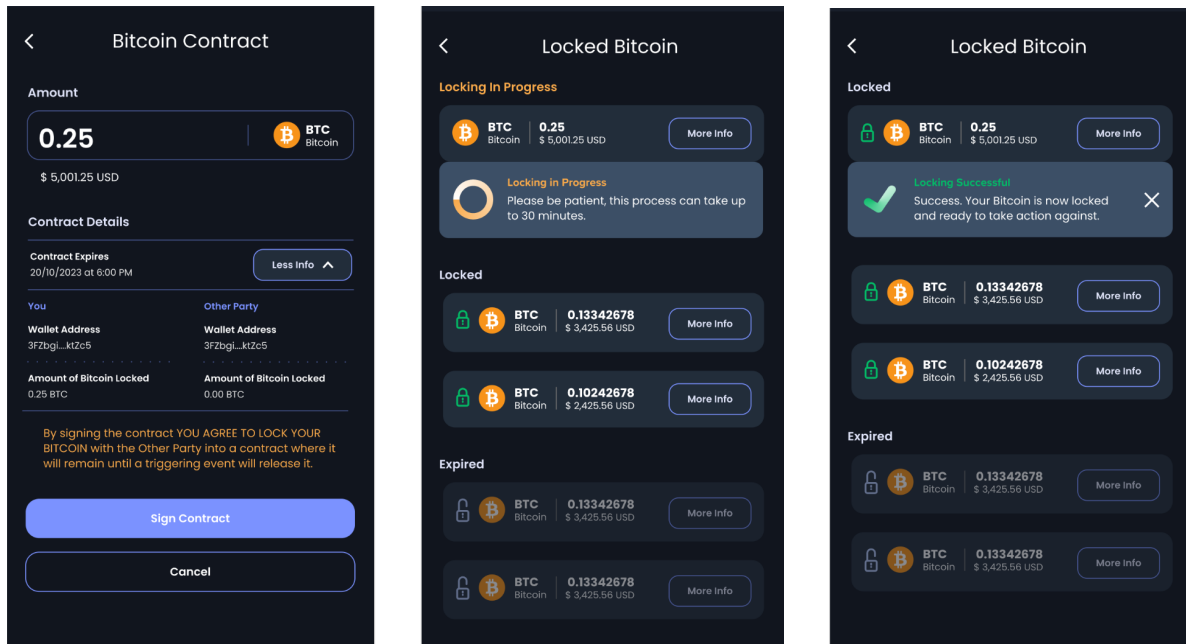 Bitcoin Contract
Amount
0.25
BTC
Bitcoin
$ 5,001.25 USD
Contract Details
Contract Expires
20/10/2023 at 6:00 PM
Less Info
You
Other Party
Wallet Address
Wallet Address
3FZbgi....ktZc5
3FZbgi....ktZc5
Amount of Bitcoin Locked
Amount of Bitcoin Locked
0.25 BTC
0.00 BTC
By signing the contract YOU AGREE TO LOCK YOUR
BITCOIN with the Other Party into a contract where it
will remain until a triggering event will release it.
Sign Contract
Cancel
Locked Bitcoin
Locking In Progress
BTC
Bitcoin
0.25
$ 5,001.25 USD
More Info
Locking in Progress
Please be patient, this process can take up
to 30 minutes.
Locked
BTC
Bitcoin
0.13342678
$ 3,425.56 USD
More Info
BTC
Bitcoin
0.10242678
$ 2,425.56 USD
More Info
Expired
BTC
Bitcoin
0.13342678
$ 3,425.56 USD
More Info
BTC
Bitcoin
0.13342678
$ 3,425.56 USD
More Info
Locked Bitcoin
Locked
BTC
Bitcoin
0.25
$ 5,001.25 USD
More Info
Locking Successful
Success. Your Bitcoin is now locked
and ready to take action against.
BTC
Bitcoin
0.13342678
$ 3,425.56 USD
More Info
BTC
Bitcoin
0.10242678
$ 2,425.56 USD
More Info
Expired
BTC
Bitcoin
0.13342678
$ 3,425.56 USD
More Info
BTC
Bitcoin
0.13342678
$ 3,425.56 USD
More Info